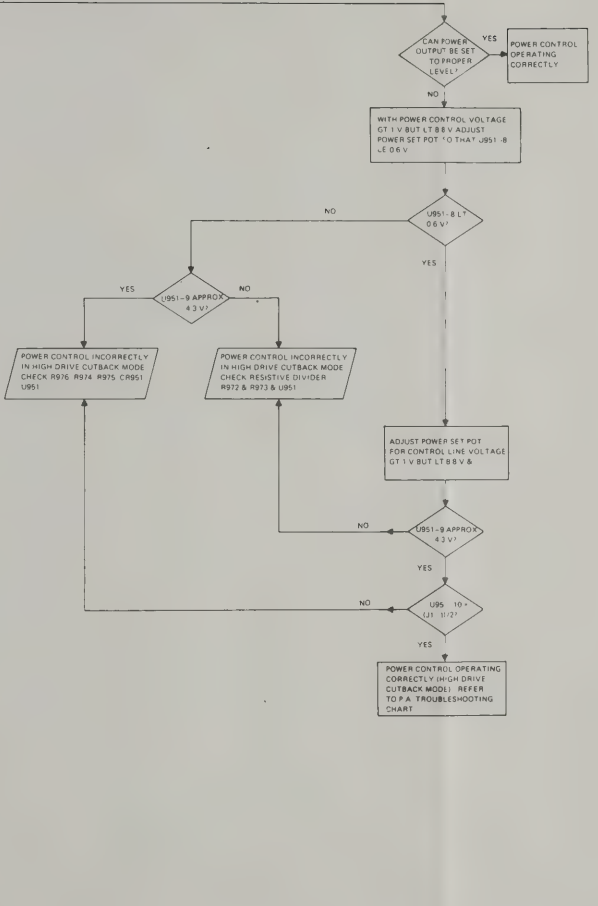 CAN POWER
OUTPUT BE SET
TO PROPER
LEVEL?
YES
POWER CONTROL
OPERATING
CORRECTLY
NO
WITH POWER CONTROL VOLTAGE
GT 1 V BUT LT 8 8 V ADJUST
POWER SET POT TO THAT U951-8
LE 0 6 V
NO
U951-8 LT
0 6 V?
YES
YES
U951-9 APPROX
4 3 V?
NO
POWER CONTROL INCORRECTLY
IN HIGH DRIVE CUTBACK MODE
CHECK R976 R974 R975 CR951
U951
POWER CONTROL INCORRECTLY
IN HIGH DRIVE CUTBACK MODE
CHECK RESISTIVE DIVIDER
R972 & R973 & U951
ADJUST POWER SET POT
FOR CONTROL LINE VOLTAGE
GT 1 V BUT LT 8 8 V &
NO
U951-9 APPROX
4 3 V?
YES
NO
U95 10
YES
POWER CONTROL OPERATING
CORRECTLY (HIGH DRIVE
CUTBACK MODE) REFER
TO P A TROUBLESHOOTING
CHART